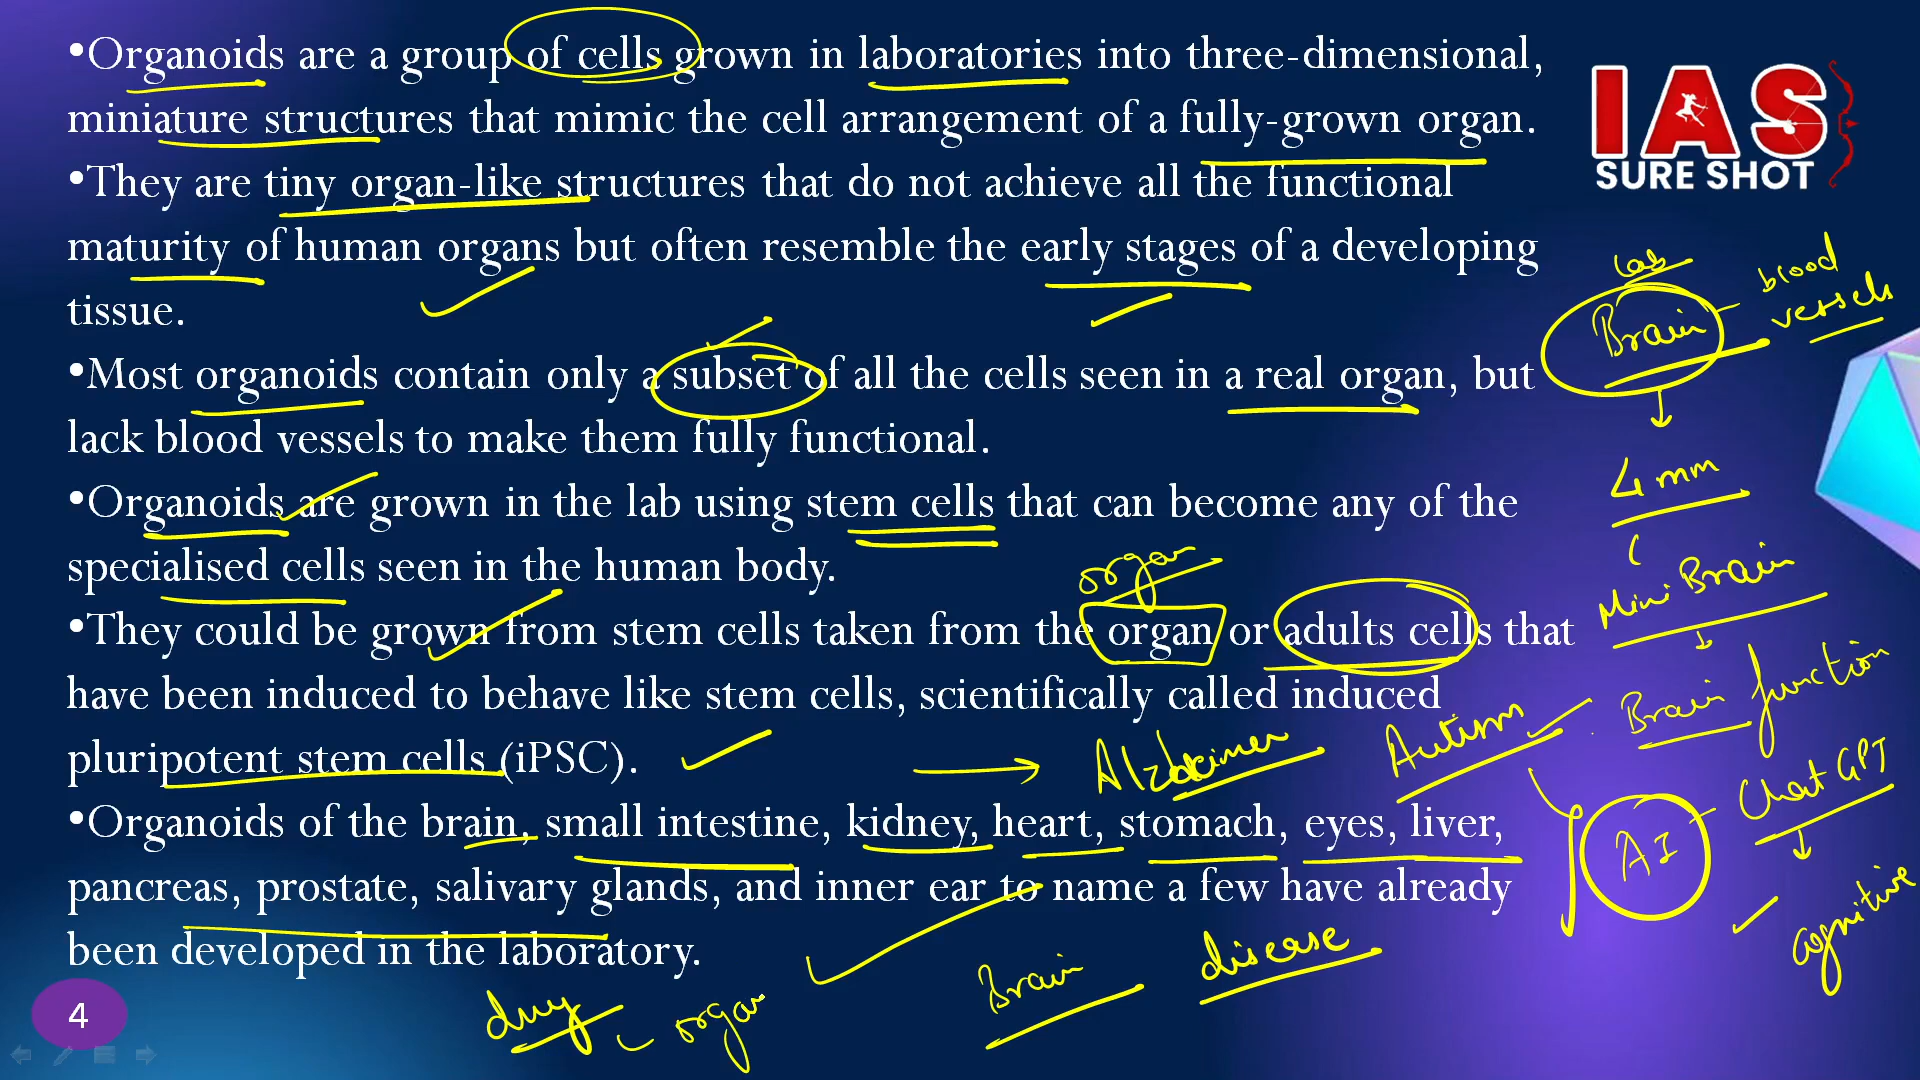 •Organoids are a group of cells grown in laboratories into three-dimensional,
miniature structures that mimic the cell arrangement of a fully-grown organ.
•They are tiny organ-like structures that do not achieve all the functional
maturity of human organs but often resemble the early stages of a developing
tissue.
•Most organoids contain only a subset of all the cells seen in a real organ, but
lack blood vessels to make them fully functional.
•Organoids are grown in the lab using stem cells that can become any of the
specialised cells seen in the human body.
•They could be grown from stem cells taken from the organ or adults cells that
have been induced to behave like stem cells, scientifically called induced
pluripotent stem cells (iPSC).
•Organoids of the brain, small intestine, kidney, heart, stomach, eyes, liver,
pancreas, prostate, salivary glands, and inner ear to name a few have already
been developed in the laboratory.
4
IAS
SURE SHOT
Lab
Brain
blood
vessels
4 mm
Mini Brain
Brain function
organ
Autism
AI
ChatGPT
cognitive
disease
Brain
drug
organ